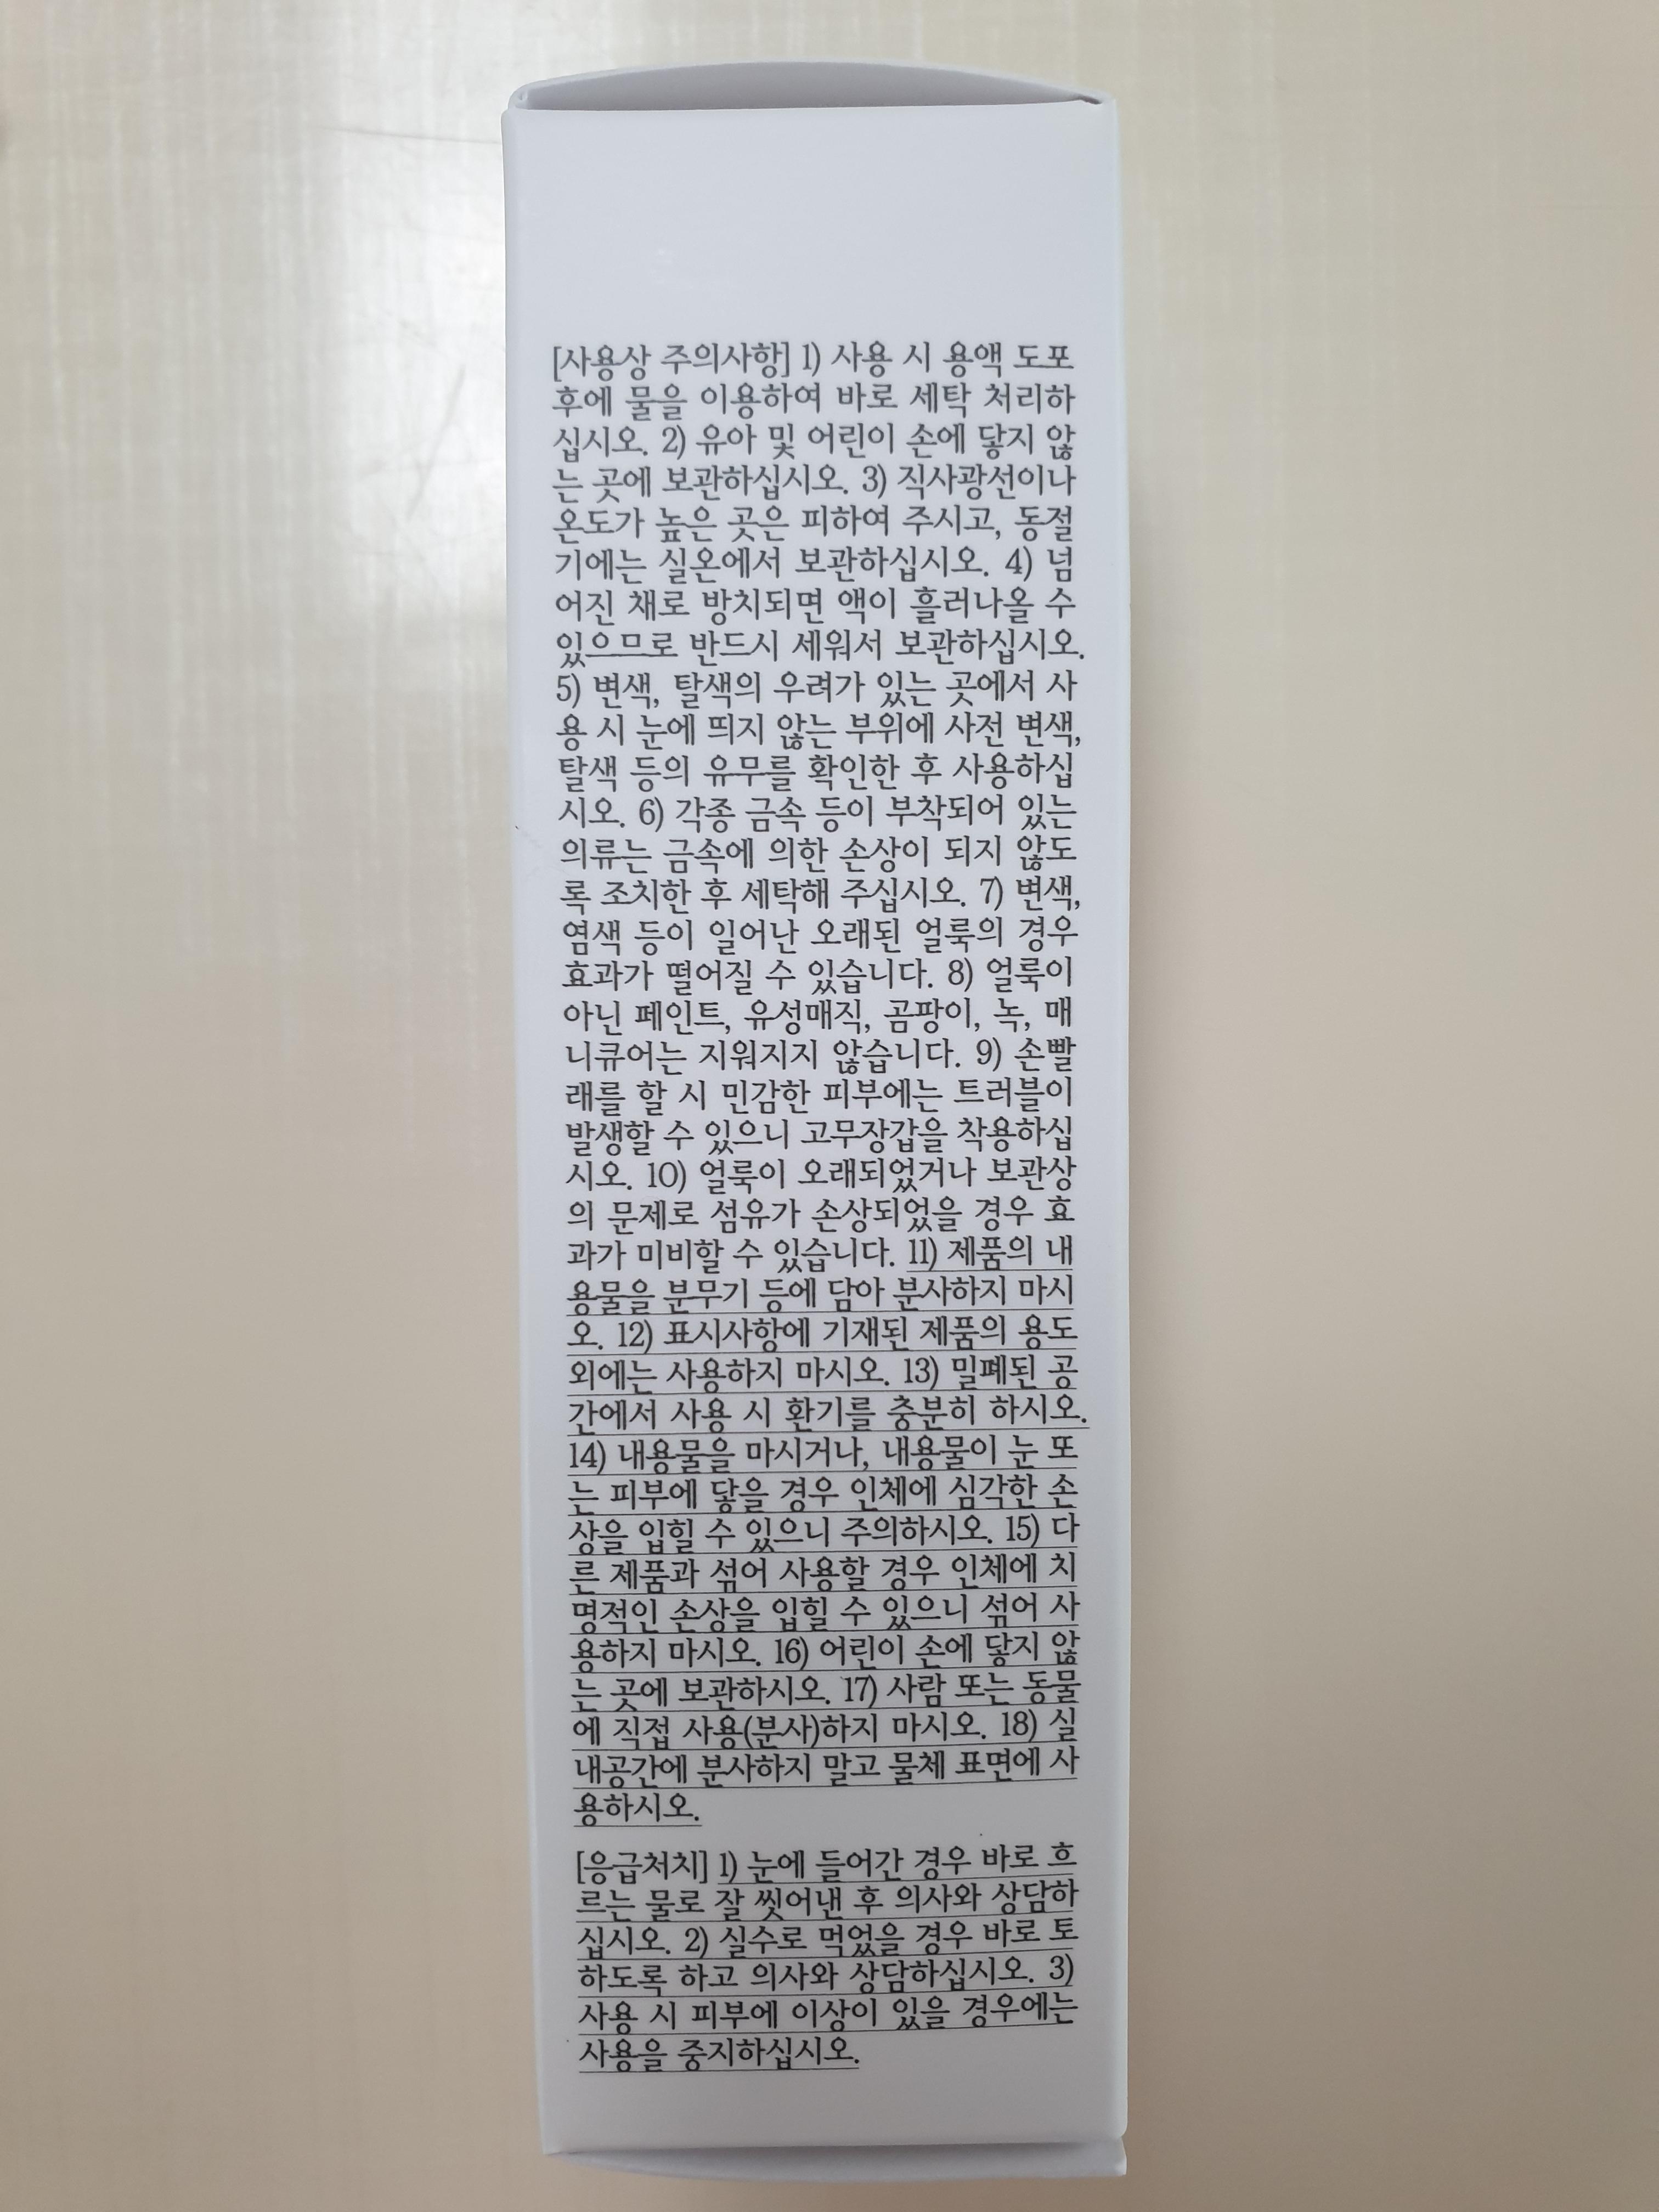 [사용상 주의사항] 1) 사용 시 용액 도포
후에 물을 이용하여 바로 세탁 처리하
십시오. 2) 유아 및 어린이 손에 닿지 않
는 곳에 보관하십시오. 3) 직사광선이나
온도가 높은 곳은 피하여 주시고, 동절
기에는 실온에서 보관하십시오. 4) 넘
어진 채로 방치되면 액이 흘러나올 수
있으므로 반드시 세워서 보관하십시오.
5) 변색, 탈색의 우려가 있는 곳에서 사
용 시 눈에 띄지 않는 부위에 사전 변색,
탈색 등의 유무를 확인한 후 사용하십
시오. 6) 각종 금속 등이 부착되어 있는
의류는 금속에 의한 손상이 되지 않도
록 조치한 후 세탁해 주십시오. 7) 변색,
염색 등이 일어난 오래된 얼룩의 경우
효과가 떨어질 수 있습니다. 8) 얼룩이
아닌 페인트, 유성매직, 곰팡이, 녹, 매
니큐어는 지워지지 않습니다. 9) 손빨
래를 할 시 민감한 피부에는 트러블이
발생할 수 있으니 고무장갑을 착용하십
시오. 10) 얼룩이 오래되었거나 보관상
의 문제로 섬유가 손상되었을 경우 효
과가 미비할 수 있습니다. 11) 제품의 내
용물을 분무기 등에 담아 분사하지 마시
오. 12) 표시사항에 기재된 제품의 용도
외에는 사용하지 마시오. 13) 밀폐된 공
간에서 사용 시 환기를 충분히 하시오.
14) 내용물을 마시거나, 내용물이 눈 또
는 피부에 닿을 경우 인체에 심각한 손
상을 입힐 수 있으니 주의하시오. 15) 다
른 제품과 섞어 사용할 경우 인체에 치
명적인 손상을 입힐 수 있으니 섞어 사
용하지 마시오. 16) 어린이 손에 닿지 않
는 곳에 보관하시오. 17) 사람 또는 동물
에 직접 사용(분사)하지 마시오. 18) 실
내공간에 분사하지 말고 물체 표면에 사
용하시오.
[응급처치] 1) 눈에 들어간 경우 바로 흐
르는 물로 잘 씻어낸 후 의사와 상담하
십시오. 2) 실수로 먹었을 경우 바로 토
하도록 하고 의사와 상담하십시오. 3)
사용 시 피부에 이상이 있을 경우에는
사용을 중지하십시오.